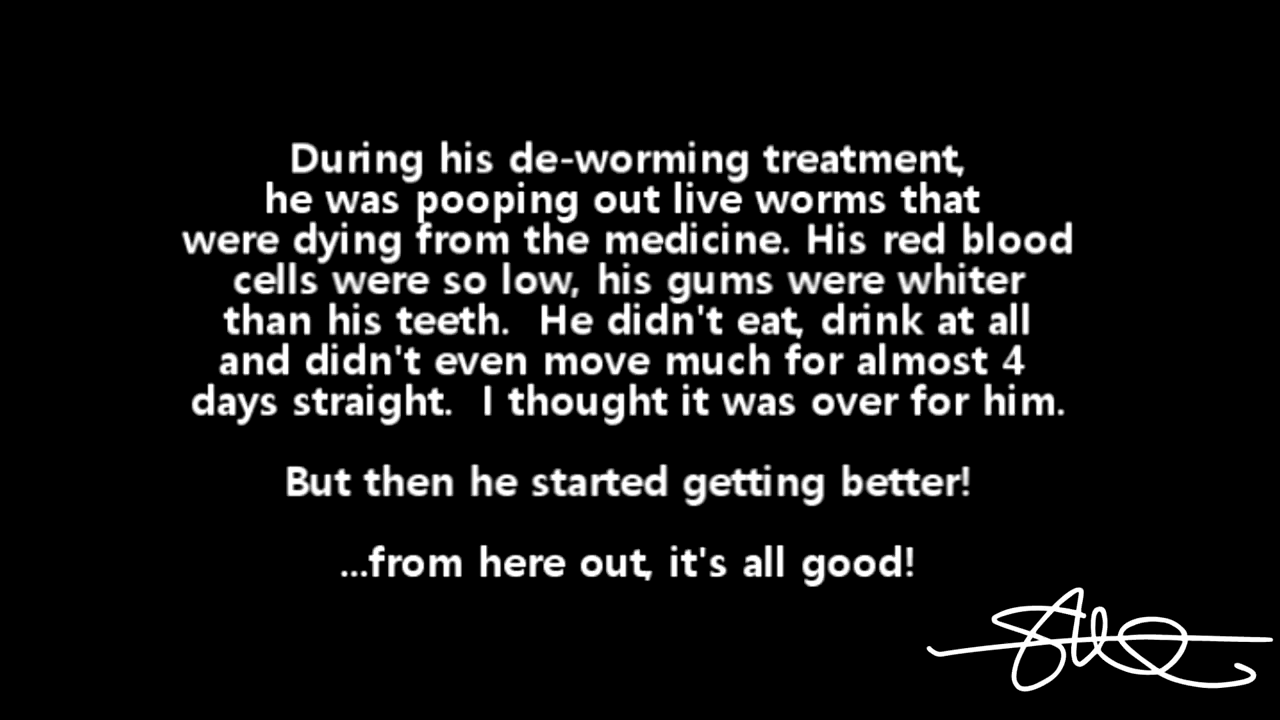 During his de-worming treatment,
he was pooping out live worms that
were dying from the medicine. His red blood
cells were so low, his gums were whiter
than his teeth.  He didn't eat, drink at all
and didn't even move much for almost 4
days straight.  I thought it was over for him.
But then he started getting better!
...from here out, it's all good!